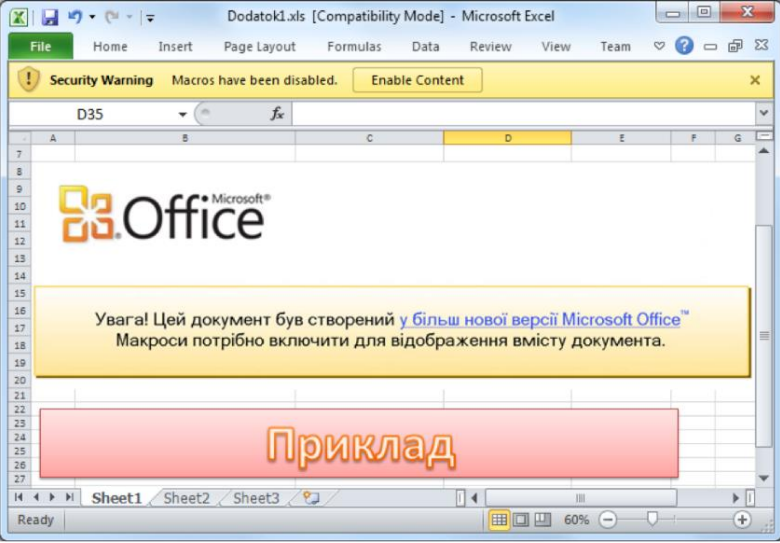 Dodatok1.xls [Compatibility Mode] - Microsoft Excel
File Home Insert Page Layout Formulas Data Review View Team
Security Warning Macros have been disabled. Enable Content
D35 fx
A B C D E F G
7
8
9
10
11
12
13
14
15
16
17
18
19
20
21
22
23
24
25
26
27
Microsoft®
Office
Увага! Цей документ був створений у більш нової версії Microsoft Office™
Макроси потрібно включити для відображення вмісту документа.
Приклад
Sheet1 Sheet2 Sheet3
Ready 60%